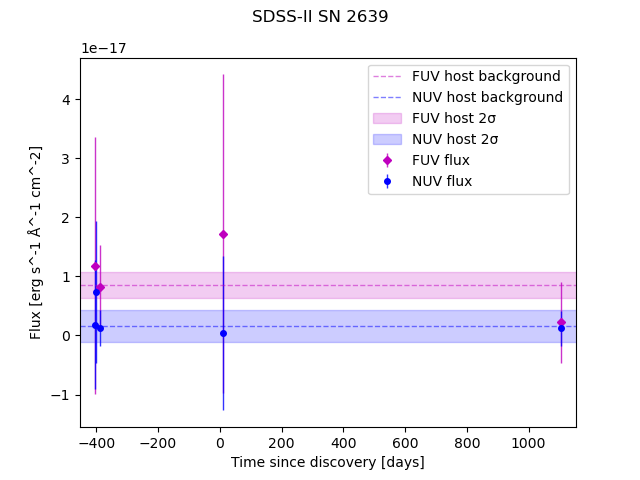 SDSS-II SN 2639
1e−17
FUV host background
NUV host background
FUV host 2σ
NUV host 2σ
FUV flux
NUV flux
4
3
2
1
0
−1
Flux [erg s^-1 Å^-1 cm^-2]
−400 −200 0 200 400 600 800 1000
Time since discovery [days]